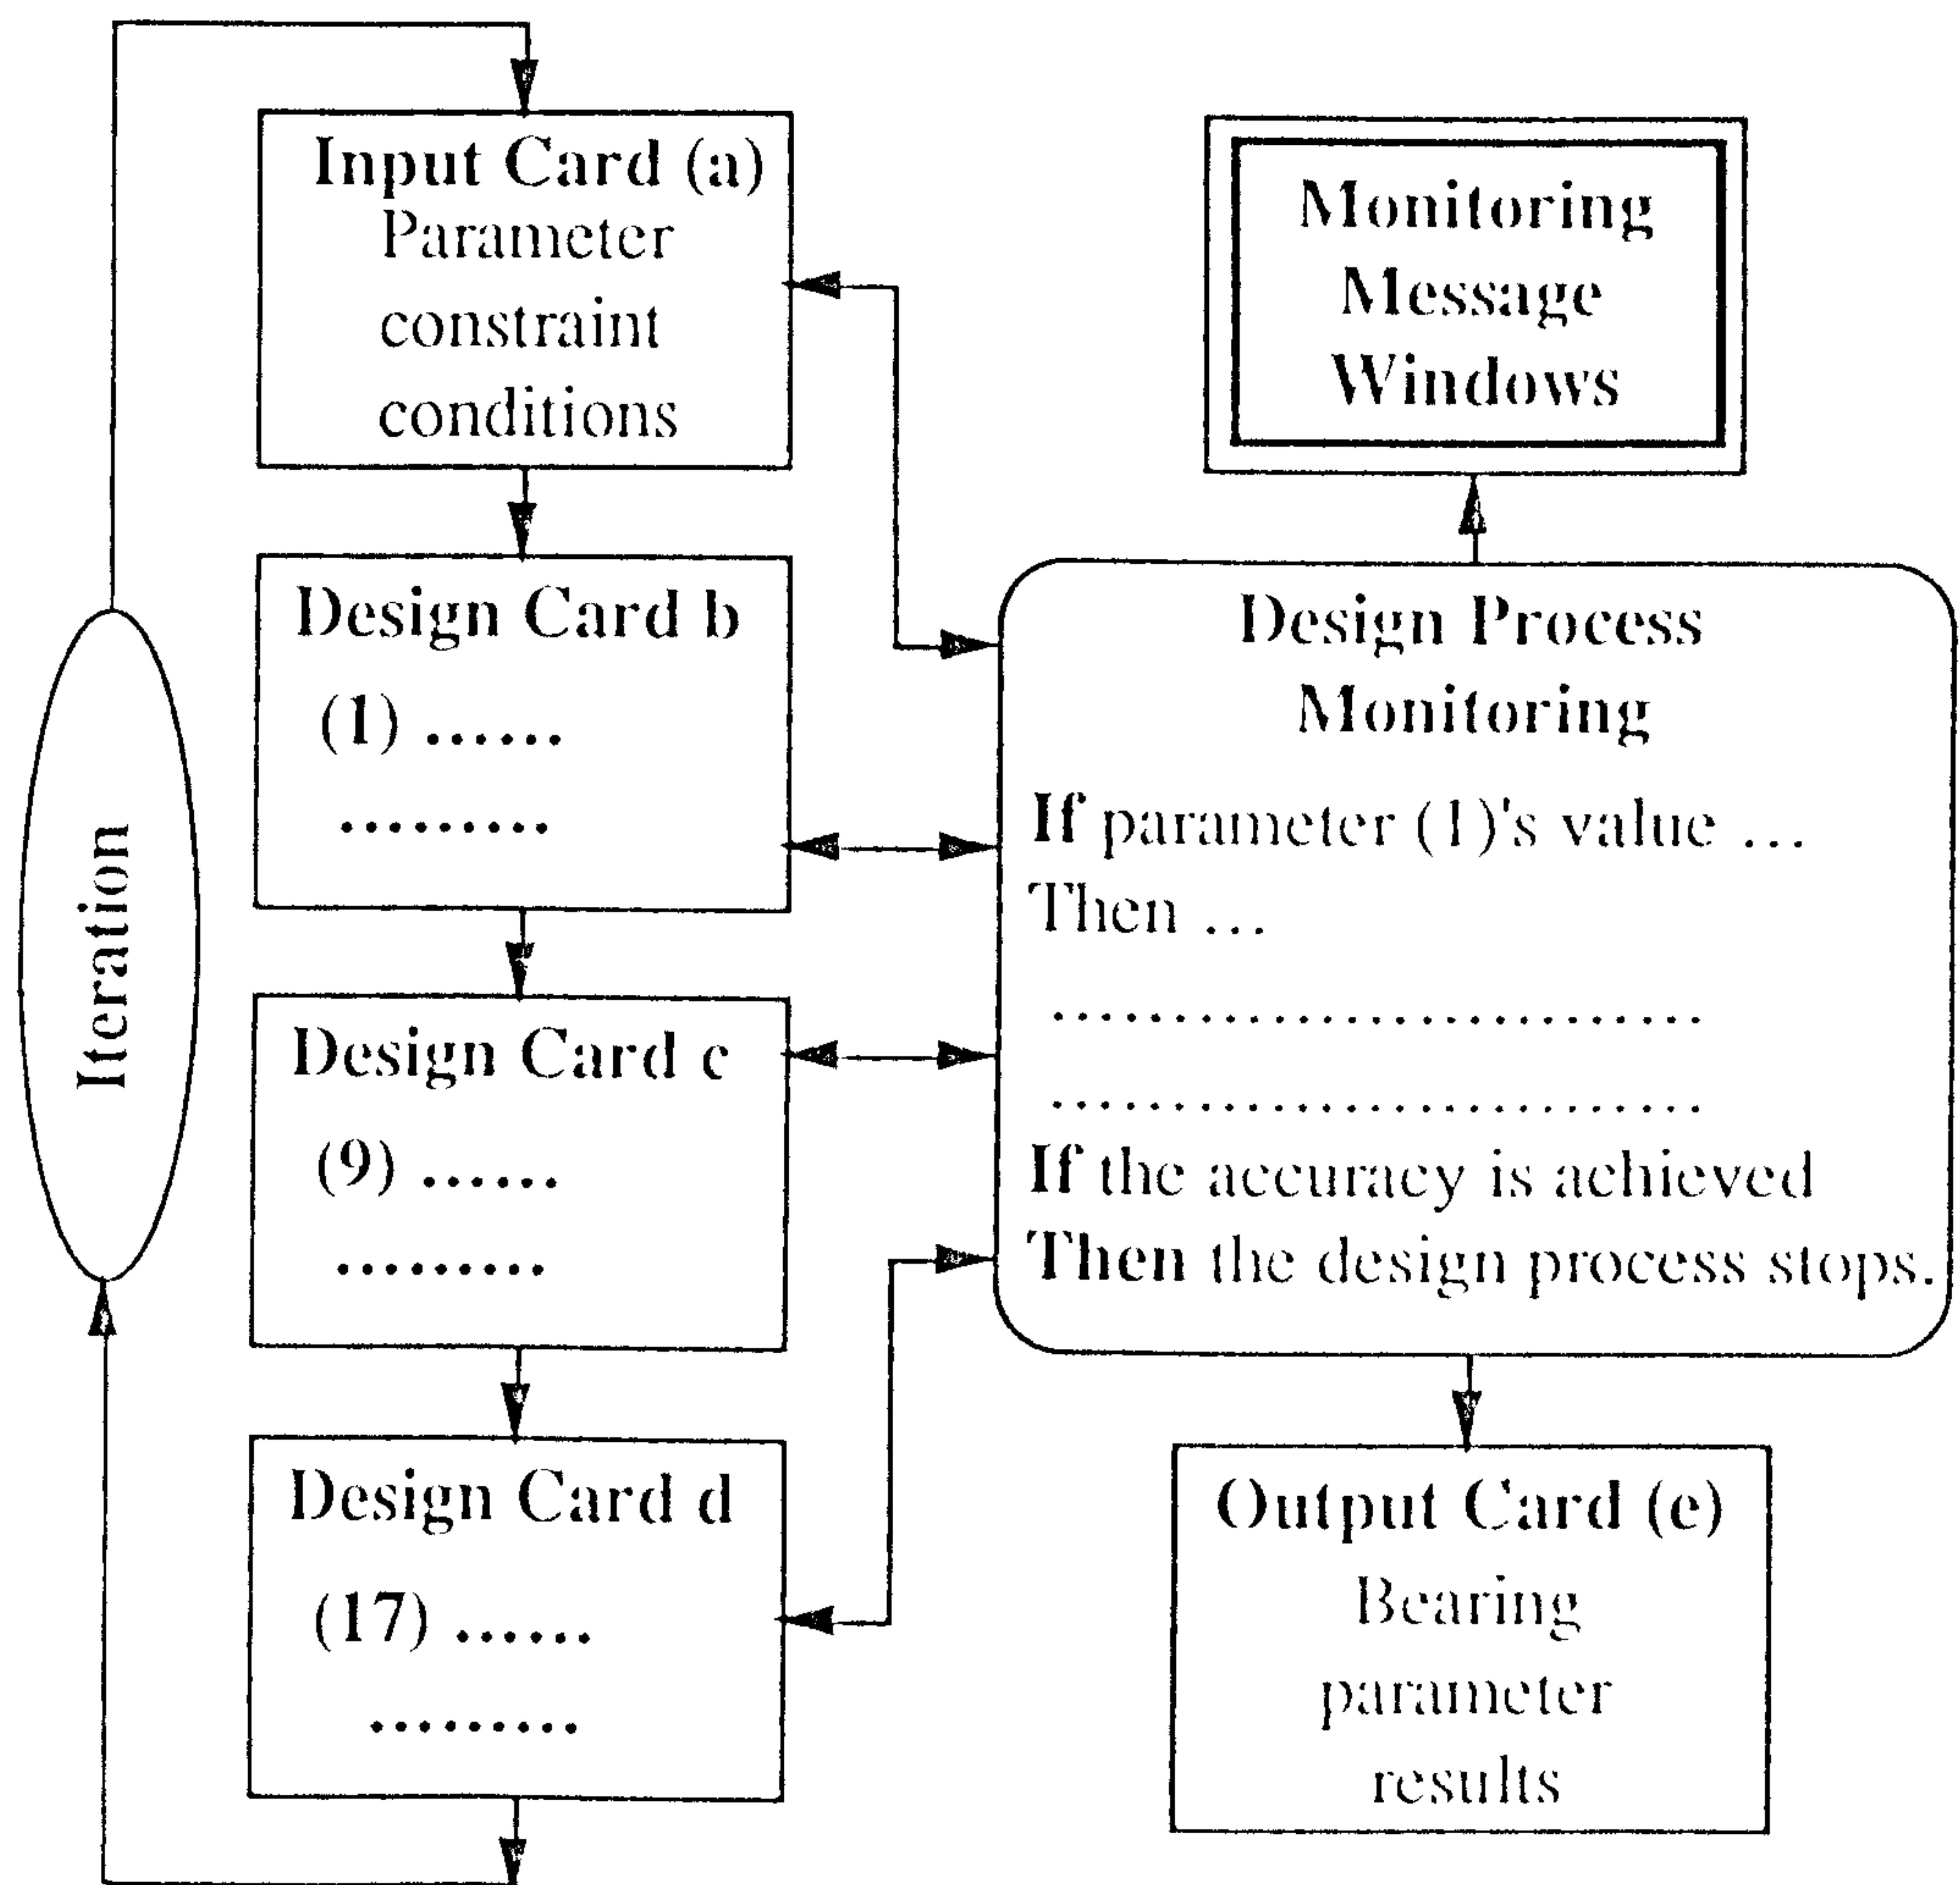 Input Card (a)
Parameter
constraint
conditions
Design Card b
(1) ......
.........
Design Card c
(9) ......
.........
Design Card d
(17) ......
.........
Iteration
Monitoring
Message
Windows
Design Process
Monitoring
If parameter (1)'s value ...
Then ...
...........................
...........................
If the accuracy is achieved
Then the design process stops.
Output Card (e)
Bearing
parameter
results